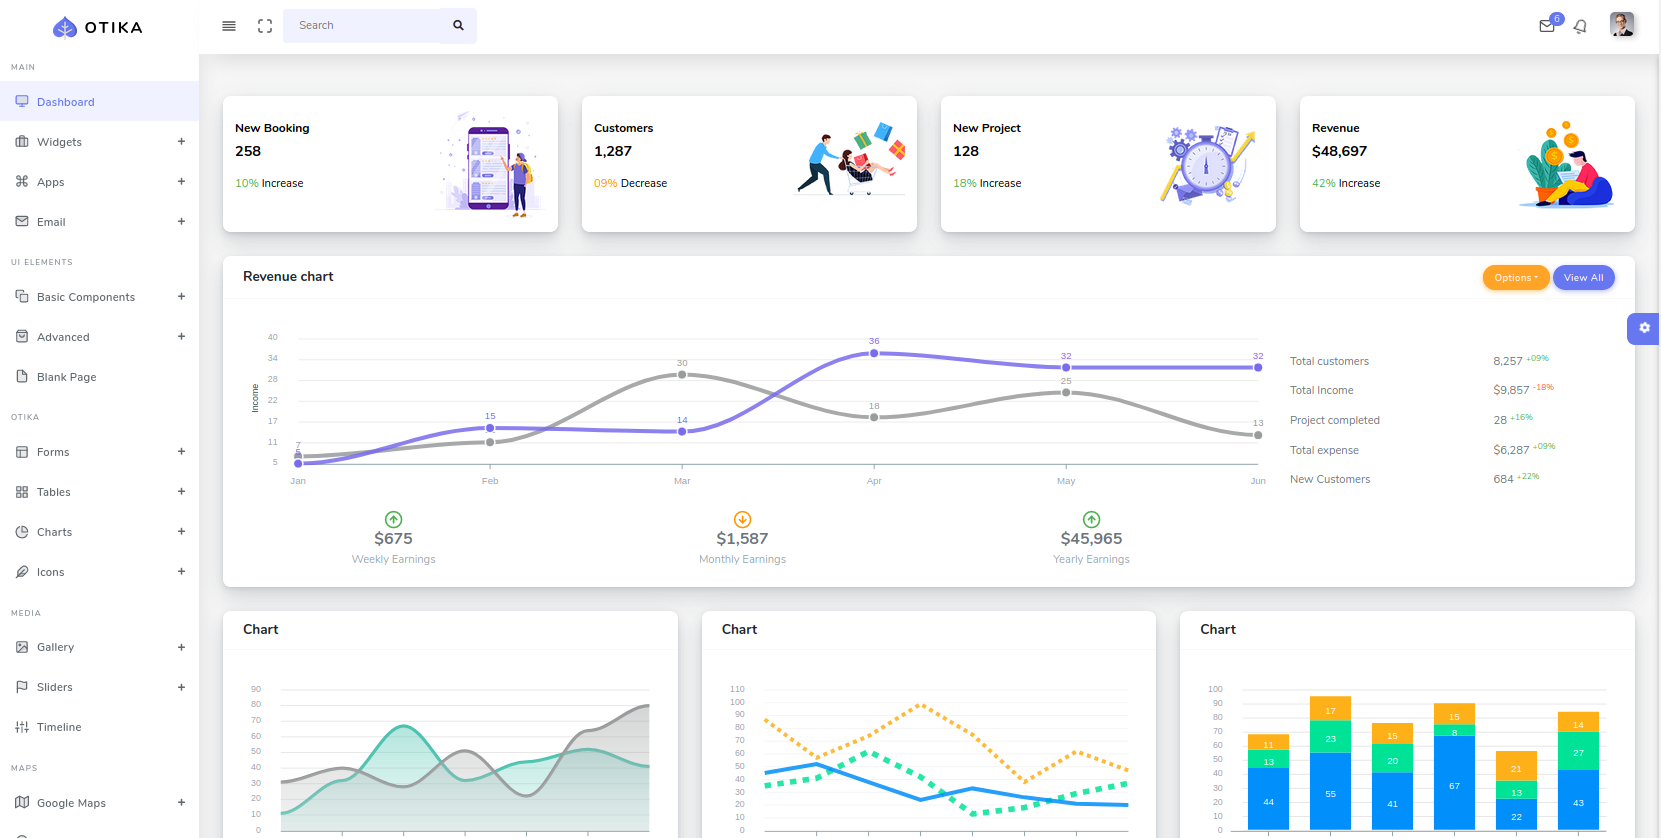 OTIKA
Search
6
MAIN
Dashboard
Widgets +
Apps +
Email +
UI ELEMENTS
Basic Components +
Advanced +
Blank Page
OTIKA
Forms +
Tables +
Charts +
Icons +
MEDIA
Gallery +
Sliders +
Timeline
MAPS
Google Maps +
New Booking
258
10% Increase
Customers
1,287
09% Decrease
New Project
128
18% Increase
Revenue
$48,697
42% Increase
Revenue chart
Options
View All
Income
40
34
28
22
17
11
5
7
5
15
30
14
36
18
32
25
32
13
Jan Feb Mar Apr May Jun
Total customers 8,257 +09%
Total Income $9,857 -18%
Project completed 28 +16%
Total expense $6,287 +09%
New Customers 684 +22%
$675
Weekly Earnings
$1,587
Monthly Earnings
$45,965
Yearly Earnings
Chart
90
80
70
60
50
40
30
20
10
0
Chart
110
100
90
80
70
60
50
40
30
20
10
0
Chart
100
90
80
70
60
50
40
30
20
10
0
11
13
44
17
23
55
15
20
41
15
8
67
21
13
22
14
27
43